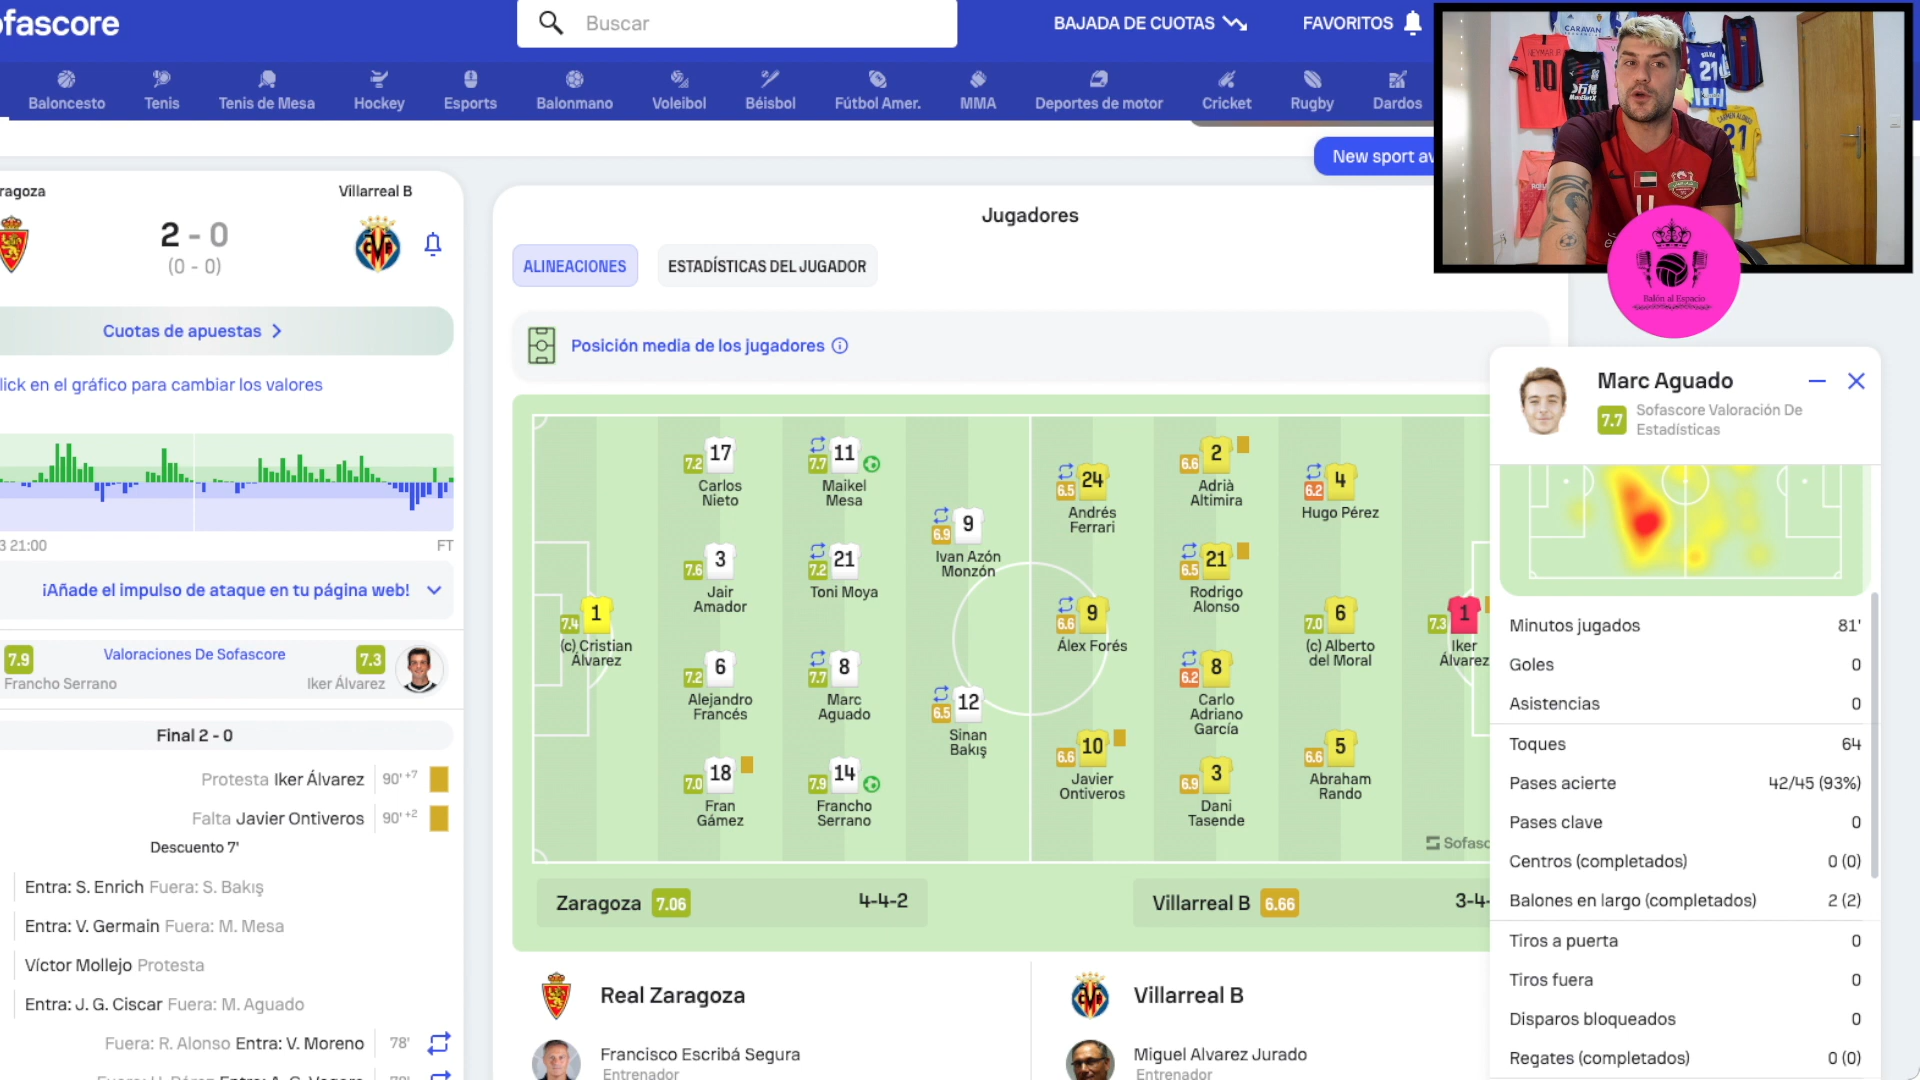 ofascore
Buscar
BAJADA DE CUOTAS
FAVORITOS
Baloncesto
Tenis
Tenis de Mesa
Hockey
Esports
Balonmano
Voleibol
Béisbol
Fútbol Amer.
MMA
Deportes de motor
Cricket
Rugby
Dardos
New sport av
CARAVAN
NEYMAR JR
10
21
21
Balón al Espacio
ragoza
Villarreal B
2 - 0
(0 - 0)
Cuotas de apuestas
lick en el gráfico para cambiar los valores
3 21:00
FT
¡Añade el impulso de ataque en tu página web!
7.9
Valoraciones De Sofascore
7.3
Francho Serrano
Iker Álvarez
Final 2 - 0
Protesta Iker Álvarez 90' +7
Falta Javier Ontiveros 90' +2
Descuento 7'
Entra: S. Enrich Fuera: S. Bakış
Entra: V. Germain Fuera: M. Mesa
Víctor Mollejo Protesta
Entra: J. G. Ciscar Fuera: M. Aguado
Fuera: R. Alonso Entra: V. Moreno 78'
Jugadores
ALINEACIONES
ESTADÍSTICAS DEL JUGADOR
Posición media de los jugadores
1
7.4
(c) Cristian
Álvarez
17
7.2
Carlos
Nieto
3
7.6
Jair
Amador
6
7.2
Alejandro
Francés
18
7.0
Fran
Gámez
11
7.7
Maikel
Mesa
21
7.2
Toni Moya
8
7.7
Marc
Aguado
14
7.9
Francho
Serrano
9
6.9
Ivan Azón
Monzón
12
6.5
Sinan
Bakış
24
6.5
Andrés
Ferrari
9
6.6
Álex Forés
10
6.6
Javier
Ontiveros
2
6.6
Adrià
Altimira
21
6.5
Rodrigo
Alonso
8
6.2
Carlo
Adriano
García
3
6.9
Dani
Tasende
4
6.2
Hugo Pérez
6
7.0
(c) Alberto
del Moral
5
6.6
Abraham
Rando
1
7.3
Iker
Álvarez
Sofasc
Zaragoza 7.06
4-4-2
Villarreal B 6.66
3-4-
Real Zaragoza
Francisco Escribá Segura
Entrenador
Villarreal B
Miguel Alvarez Jurado
Entrenador
Marc Aguado
7.7
Sofascore Valoración De
Estadísticas
Minutos jugados 81'
Goles 0
Asistencias 0
Toques 64
Pases acierte 42/45 (93%)
Pases clave 0
Centros (completados) 0 (0)
Balones en largo (completados) 2 (2)
Tiros a puerta 0
Tiros fuera 0
Disparos bloqueados 0
Regates (completados) 0 (0)